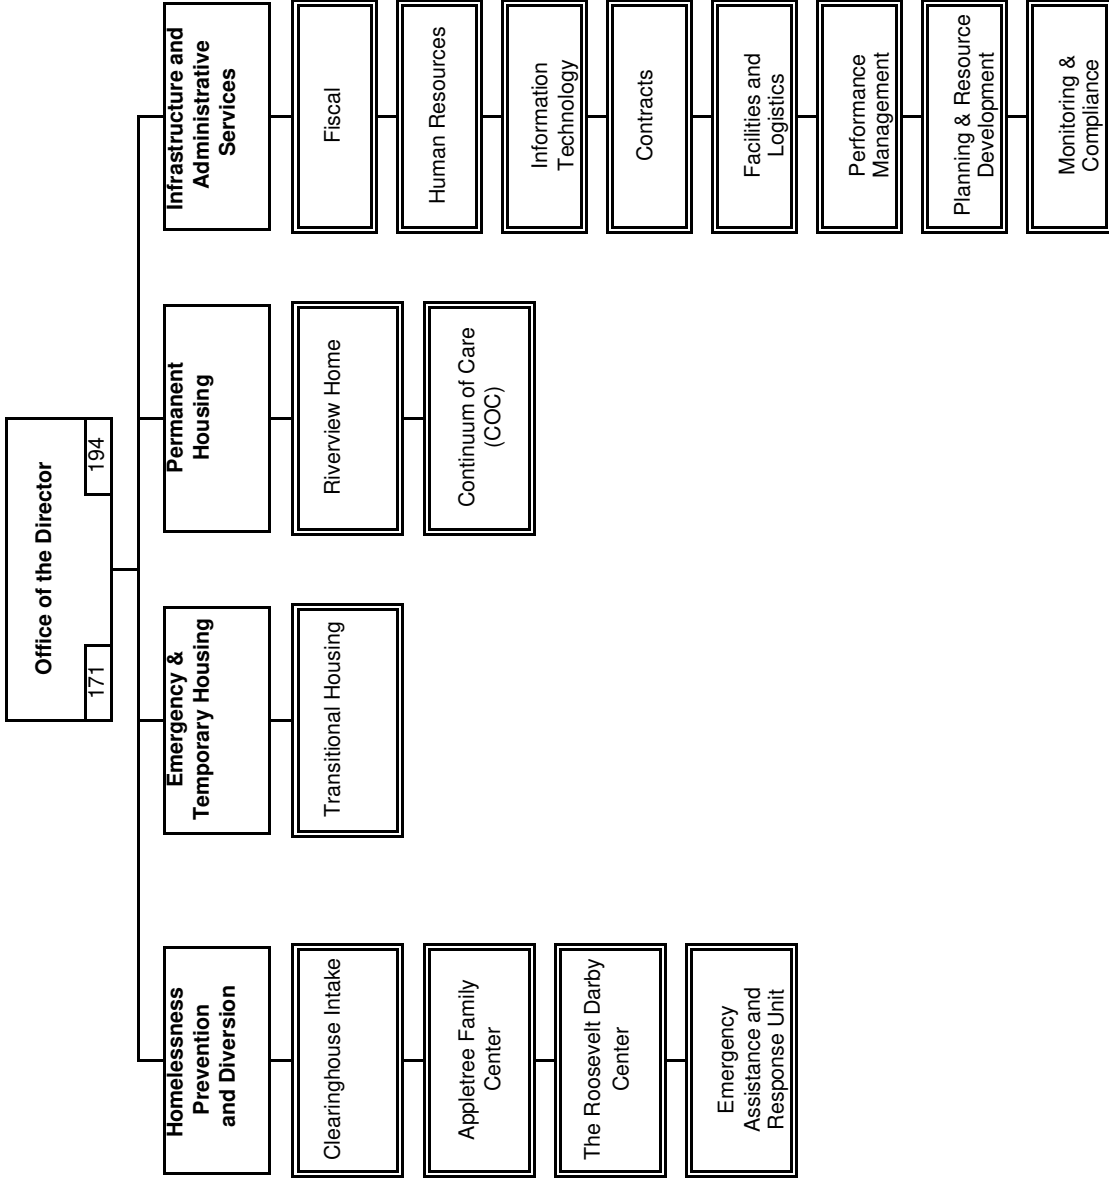 Office of the Director
171
194
Homelessness
Prevention
and Diversion
Emergency &
Temporary Housing
Permanent
Housing
Infrastructure and
Administrative
Services
Clearinghouse Intake
Appletree Family
Center
The Roosevelt Darby
Center
Emergency
Assistance and
Response Unit
Transitional Housing
Riverview Home
Continuum of Care
(COC)
Fiscal
Human Resources
Information
Technology
Contracts
Facilities and
Logistics
Performance
Management
Planning & Resource
Development
Monitoring &
Compliance